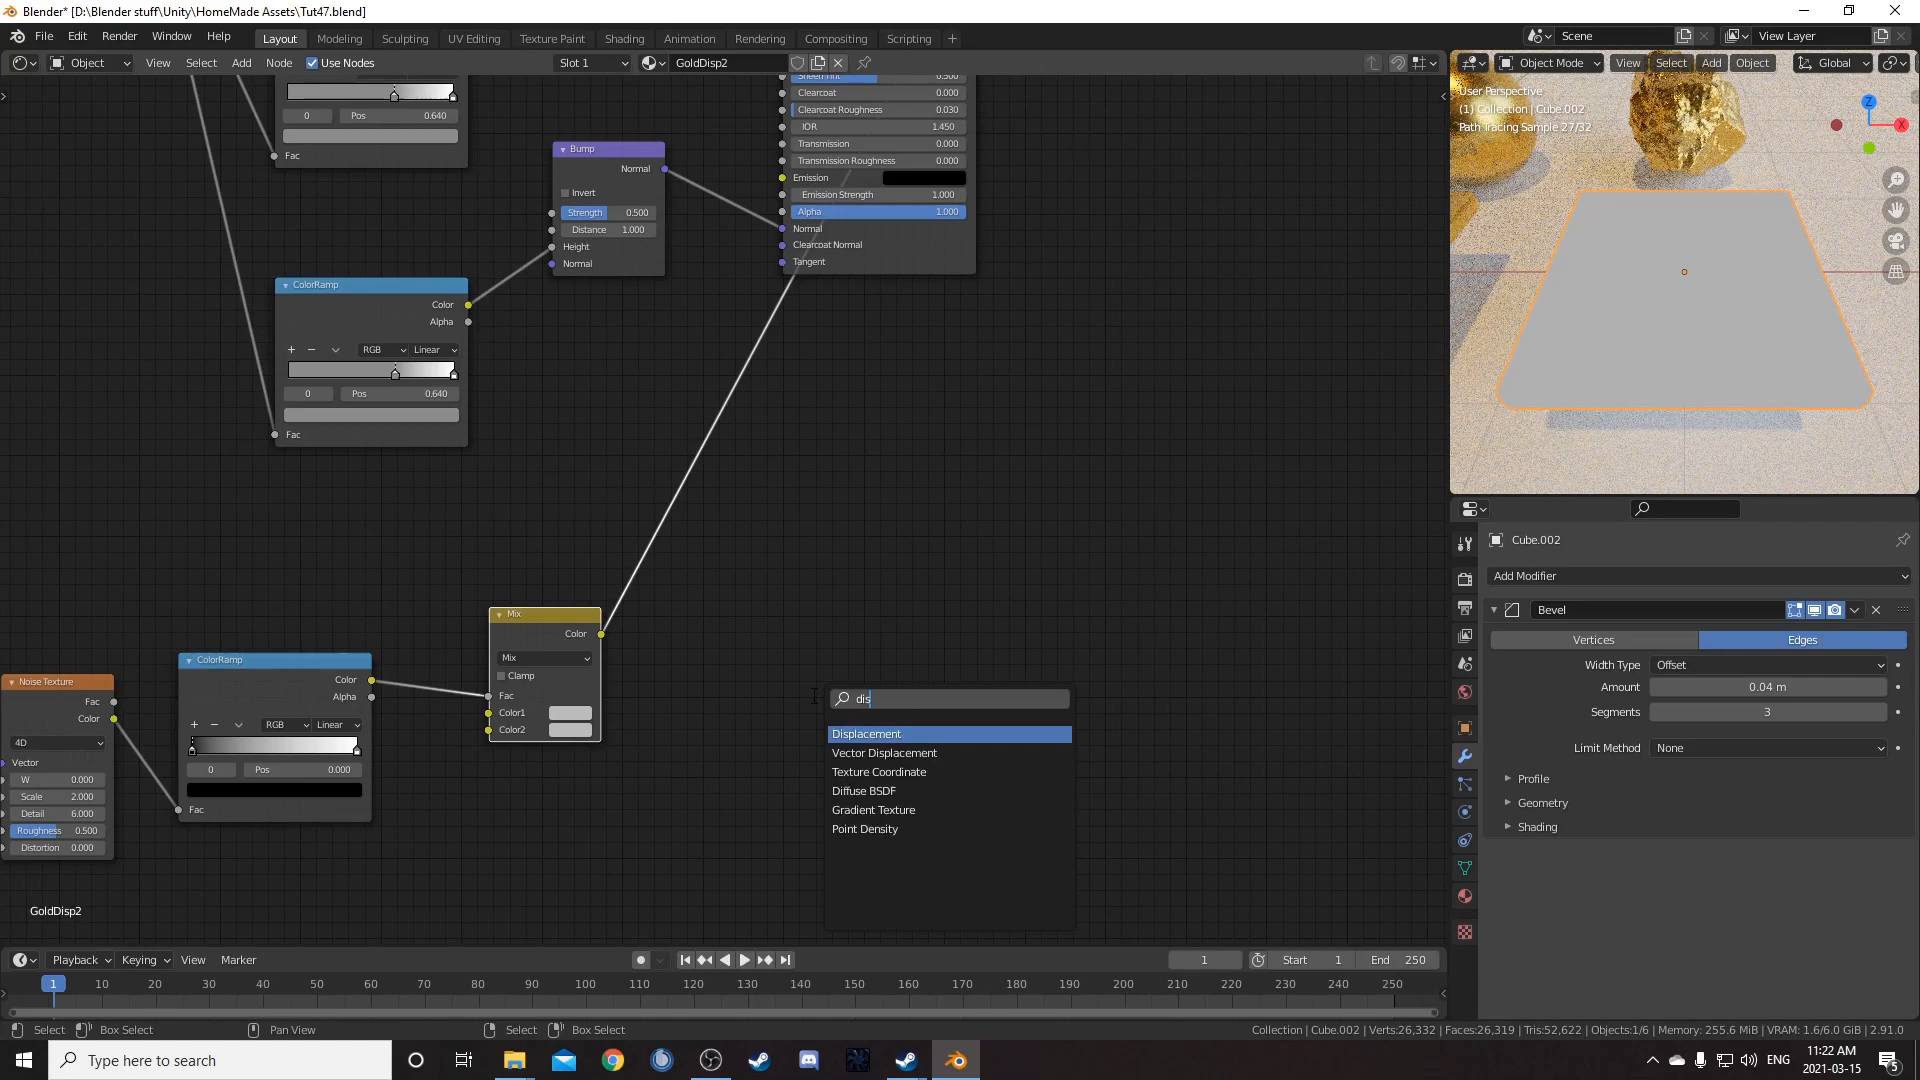 Blender* [D:\Blender stuff\Unity\HomeMade Assets\Tut47.blend]
File Edit Render Window Help
Layout Modeling Sculpting UV Editing Texture Paint Shading Animation Rendering Compositing Scripting +
Scene
View Layer
Object View Select Add Node Use Nodes Slot 1 GoldDisp2
Object Mode View Select Add Object Global
User Perspective
(1) Collection | Cube.002
Path Tracing Sample 27/32
Z
X
0 Pos 0.640
Fac
Sheen Tint 0.500
Clearcoat 0.000
Clearcoat Roughness 0.030
IOR 1.450
Transmission 0.000
Transmission Roughness 0.000
Emission
Emission Strength 1.000
Alpha 1.000
Normal
Clearcoat Normal
Tangent
Bump
Normal
Invert
Strength 0.500
Distance 1.000
Height
Normal
ColorRamp
Color
Alpha
RGB Linear
0 Pos 0.640
Fac
Mix
Color
Mix
Clamp
Fac
Color1
Color2
ColorRamp
Color
Alpha
RGB Linear
0 Pos 0.000
Fac
Noise Texture
Fac
Color
4D
Vector
W 0.000
Scale 2.000
Detail 6.000
Roughness 0.500
Distortion 0.000
dis
Displacement
Vector Displacement
Texture Coordinate
Diffuse BSDF
Gradient Texture
Point Density
GoldDisp2
Cube.002
Add Modifier
Bevel
Vertices Edges
Width Type Offset
Amount 0.04 m
Segments 3
Limit Method None
Profile
Geometry
Shading
Playback Keying View Marker
1 Start 1 End 250
1 10 20 30 40 50 60 70 80 90 100 110 120 130 140 150 160 170 180 190 200 210 220 230 240 250
Select Box Select Pan View Select Box Select
Collection | Cube.002 | Verts:26,332 | Faces:26,319 | Tris:52,622 | Objects:1/6 | Memory: 255.6 MiB | VRAM: 1.6/6.0 GiB | 2.91.0
Type here to search
ENG
11:22 AM
2021-03-15
5